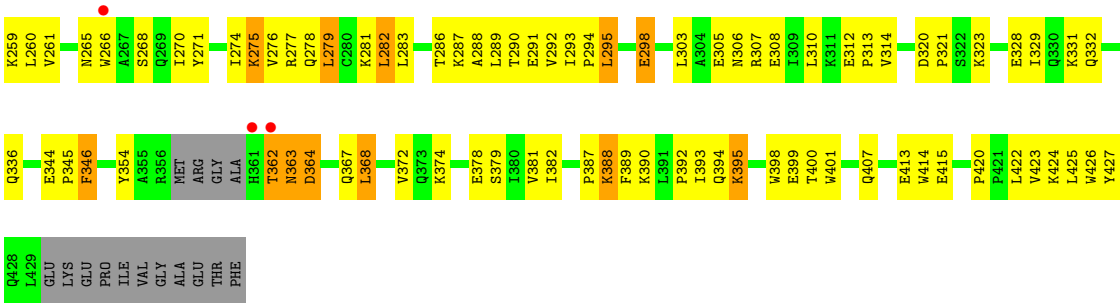 K259 L260 V261 N265 W266 A267 S268 Q269 I270 Y271 I274 K275 V276 R277 Q278 L279 C280 K281 L282 L283 T286 K287 A288 L289 T290 E291 V292 I293 P294 L295 E298 L303 A304 E305 N306 R307 E308 I309 L310 K311 E312 P313 V314 D320 P321 S322 K323 E328 I329 Q330 K331 Q332
Q336 E344 P345 F346 Y354 A355 R356 MET ARG GLY ALA H361 T362 N363 D364 Q367 L368 V372 Q373 K374 E378 S379 I380 V381 I382 P387 K388 F389 K390 L391 P392 I393 Q394 K395 W398 E399 T400 W401 Q407 E413 W414 E415 P420 P421 L422 V423 K424 L425 W426 Y427
Q428 L429 GLU LYS GLU PRO ILE VAL GLY ALA GLU THR PHE